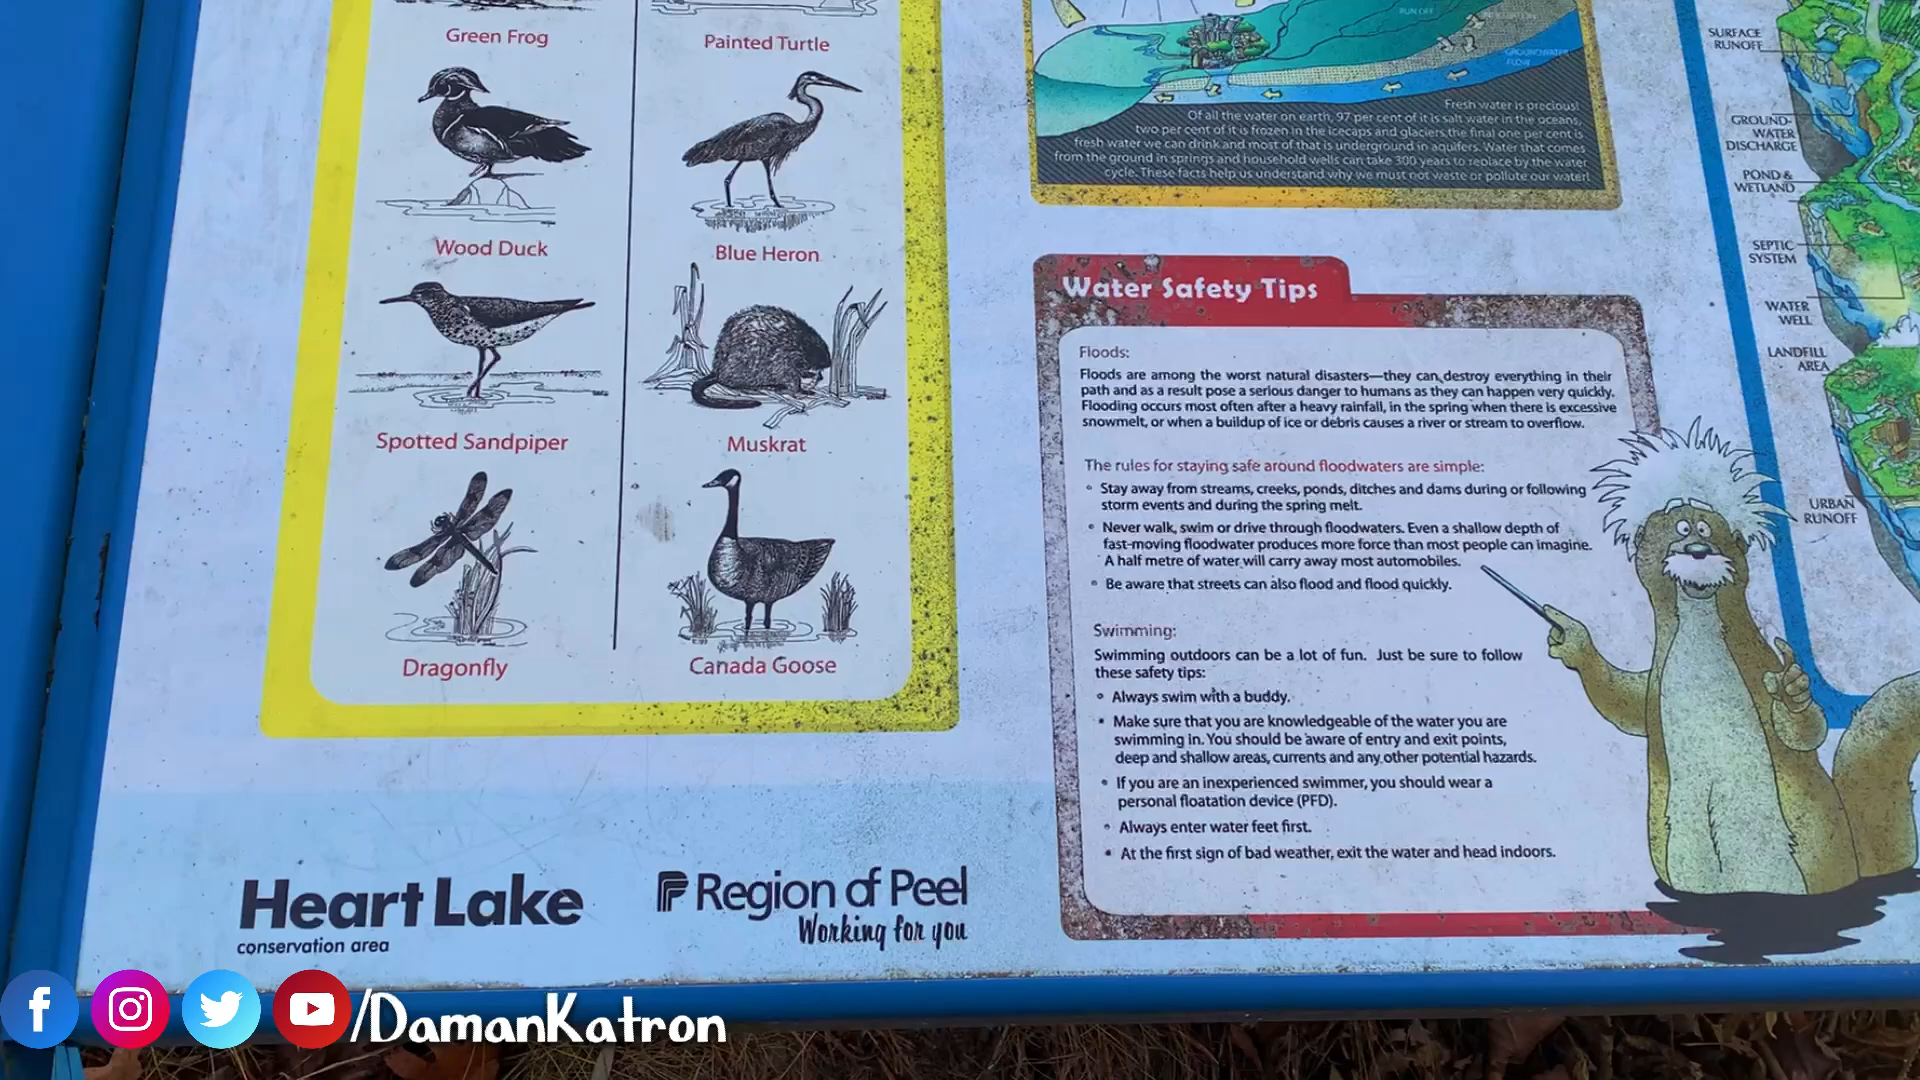 Green Frog
Painted Turtle
Wood Duck
Blue Heron
Spotted Sandpiper
Muskrat
Dragonfly
Canada Goose
RUN OFF
GROUNDWATER
FLOW
Fresh water is precious!
Of all the water on earth, 97 per cent of it is salt water in the oceans,
two per cent of it is frozen in the icecaps and glaciers, the final one per cent is
fresh water we can drink and most of that is underground in aquifers. Water that comes
from the ground in springs and household wells can take 300 years to replace by the water
cycle. These facts help us understand why we must not waste or pollute our water!
Water Safety Tips
Floods:
Floods are among the worst natural disasters—they can destroy everything in their
path and as a result pose a serious danger to humans as they can happen very quickly.
Flooding occurs most often after a heavy rainfall, in the spring when there is excessive
snowmelt, or when a buildup of ice or debris causes a river or stream to overflow.
The rules for staying safe around floodwaters are simple:
• Stay away from streams, creeks, ponds, ditches and dams during or following
storm events and during the spring melt.
• Never walk, swim or drive through floodwaters. Even a shallow depth of
fast-moving floodwater produces more force than most people can imagine.
A half metre of water will carry away most automobiles.
• Be aware that streets can also flood and flood quickly.
Swimming:
Swimming outdoors can be a lot of fun. Just be sure to follow
these safety tips:
• Always swim with a buddy.
• Make sure that you are knowledgeable of the water you are
swimming in. You should be aware of entry and exit points,
deep and shallow areas, currents and any other potential hazards.
• If you are an inexperienced swimmer, you should wear a
personal floatation device (PFD).
• Always enter water feet first.
• At the first sign of bad weather, exit the water and head indoors.
SURFACE
RUNOFF
GROUND-
WATER
DISCHARGE
POND &
WETLAND
SEPTIC
SYSTEM
WATER
WELL
LANDFILL
AREA
URBAN
RUNOFF
Heart Lake
conservation area
Region of Peel
Working for you
/DamanKatron